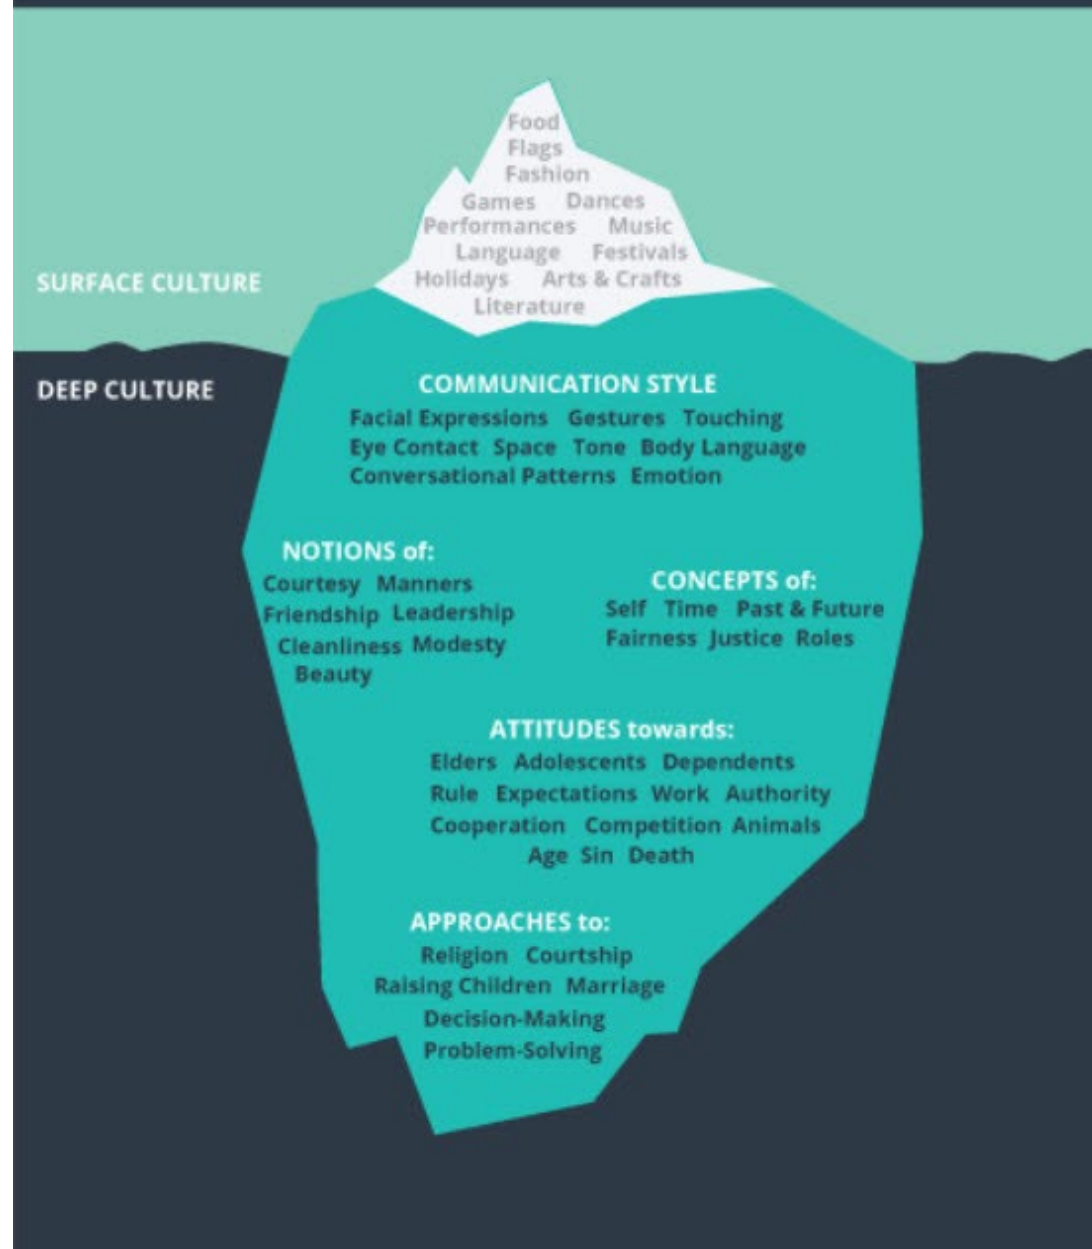 Food
Flags
Fashion
Games Dances
Performances Music
Language Festivals
Holidays Arts & Crafts
Literature
SURFACE CULTURE
DEEP CULTURE
COMMUNICATION STYLE
Facial Expressions Gestures Touching
Eye Contact Space Tone Body Language
Conversational Patterns Emotion
NOTIONS of:
Courtesy Manners
Friendship Leadership
Cleanliness Modesty
Beauty
CONCEPTS of:
Self Time Past & Future
Fairness Justice Roles
ATTITUDES towards:
Elders Adolescents Dependents
Rule Expectations Work Authority
Cooperation Competition Animals
Age Sin Death
APPROACHES to:
Religion Courtship
Raising Children Marriage
Decision-Making
Problem-Solving